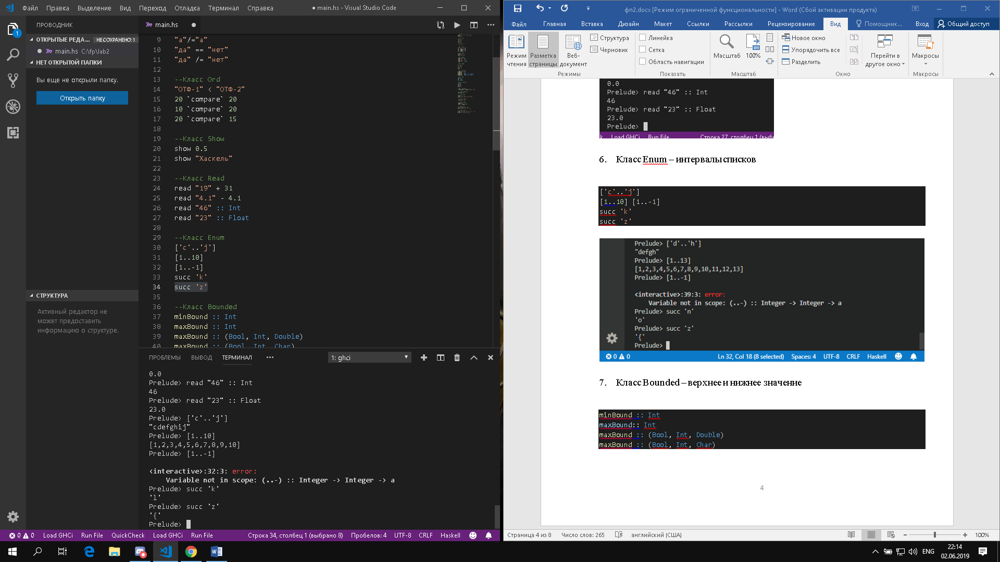 Файл Правка Выделение Вид Переход Отладка Терминал Справка ● main.hs - Visual Studio Code
ПРОВОДНИК
ОТКРЫТЫЕ РЕДА... НЕ СОХРАНЕНО: 1
main.hs C:\fp\lab2
НЕТ ОТКРЫТОЙ ПАПКИ
Вы еще не открыли папку.
Открыть папку
СТРУКТУРА
Активный редактор не
может предоставить
информацию о структуре.
1
main.hs
9 "a"/="a"
10 "да" == "нет"
11 "да" /= "нет"
12
13 --Класс Ord
14 "ОТФ-1" < "ОТФ-2"
15 20 `compare` 20
16 10 `compare` 20
17 20 `compare` 15
18
19 --Класс Show
20 show 0.5
21 show "Хаскель"
22
23 --Класс Read
24 read "19" + 31
25 read "4.1" - 4.1
26 read "46" :: Int
27 read "23" :: Float
28
29 --Класс Enum
30 ['c'..'j']
31 [1..10]
32 [1..-1]
33 succ 'k'
34 succ 'z'
35
36 --Класс Bounded
37 minBound :: Int
38 maxBound :: Int
39 maxBound :: (Bool, Int, Double)
40 maxBound :: (Bool, Int, Char)
ПРОБЛЕМЫ ВЫВОД ТЕРМИНАЛ ... 1: ghci
0.0
Prelude> read "46" :: Int
46
Prelude> read "23" :: Float
23.0
Prelude> ['c'..'j']
"cdefghij"
Prelude> [1..10]
[1,2,3,4,5,6,7,8,9,10]
Prelude> [1..-1]
<interactive>:32:3: error:
Variable not in scope: (..-) :: Integer -> Integer -> a
Prelude> succ 'k'
'l'
Prelude> succ 'z'
'{'
Prelude>
0 0 Load GHCi Run File QuickCheck Load GHCi Run File Строка 34, столбец 1 (выбрано 8) Пробелов: 4 UTF-8 CRLF Haskell
фп2.docx [Режим ограниченной функциональности] - Word (Сбой активации продукта)
Файл Главная Вставка Дизайн Макет Ссылки Рассылки Рецензирование Вид Помощник... Вход Общий доступ
Режим чтения
Разметка страницы
Веб-документ
Структура
Черновик
Режимы
Линейка
Сетка
Область навигации
Показать
Масштаб
100
100%
Масштаб
Новое окно
Упорядочить все
Разделить
Перейти в другое окно
Окно
Макросы
Макросы
0.0
Prelude> read "46" :: Int
46
Prelude> read "23" :: Float
23.0
Prelude>
k Load GHCi Run File Строка 27, столбец 1 (выбр
6. Класс Enum – интервалы списков
['c'..'j']
[1..10] [1..-1]
succ 'k'
succ 'z'
Prelude> ['d'..'h']
"defgh"
Prelude> [1..13]
[1,2,3,4,5,6,7,8,9,10,11,12,13]
Prelude> [1..-1]
<interactive>:39:3: error:
Variable not in scope: (..-) :: Integer -> Integer -> a
Prelude> succ 'n'
'o'
Prelude> succ 'z'
'{'
Prelude>
0 0 Ln 32, Col 18 (8 selected) Spaces: 4 UTF-8 CRLF Haskell
7. Класс Bounded – верхнее и нижнее значение
minBound :: Int
maxBound:: Int
maxBound :: (Bool, Int, Double)
maxBound :: (Bool, Int, Char)
4
Страница 4 из 8 Число слов: 265 английский (США) 100%
ENG
22:14
02.06.2019